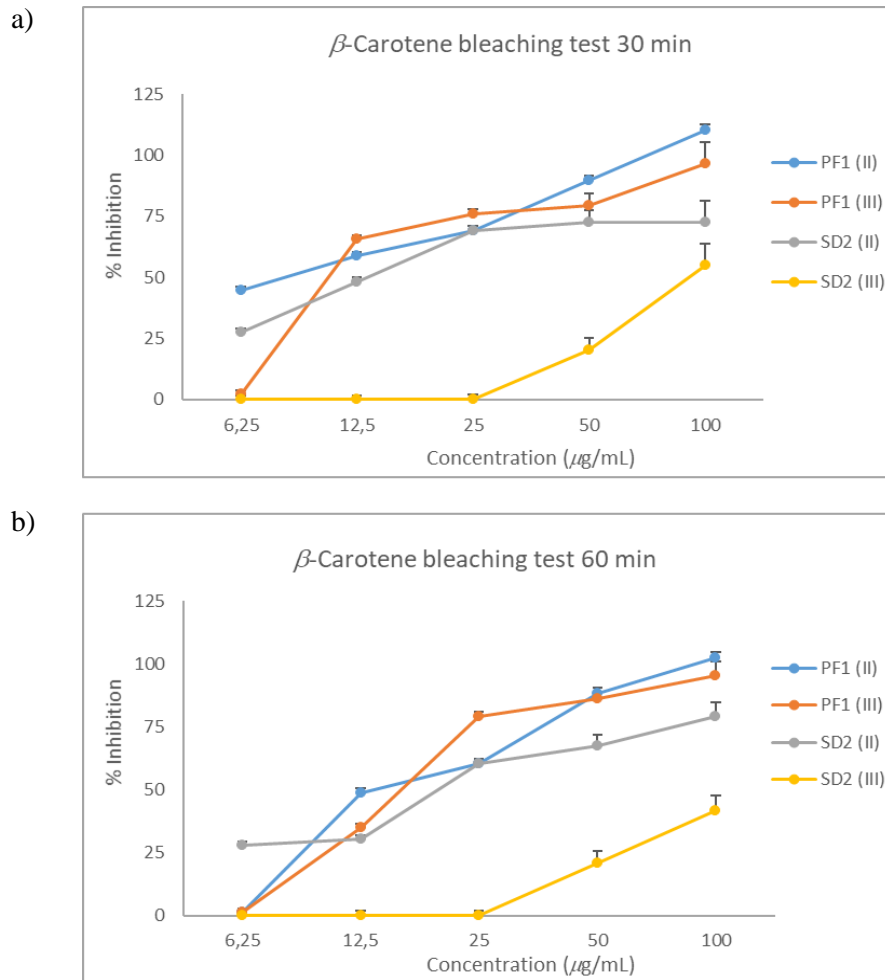 a)
β-Carotene bleaching test 30 min
125
100
75
50
25
0
% Inhibition
6,25 12,5 25 50 100
Concentration (µg/mL)
PF1 (II)
PF1 (III)
SD2 (II)
SD2 (III)
b)
β-Carotene bleaching test 60 min
125
100
75
50
25
0
% Inhibition
6,25 12,5 25 50 100
Concentration (µg/mL)
PF1 (II)
PF1 (III)
SD2 (II)
SD2 (III)